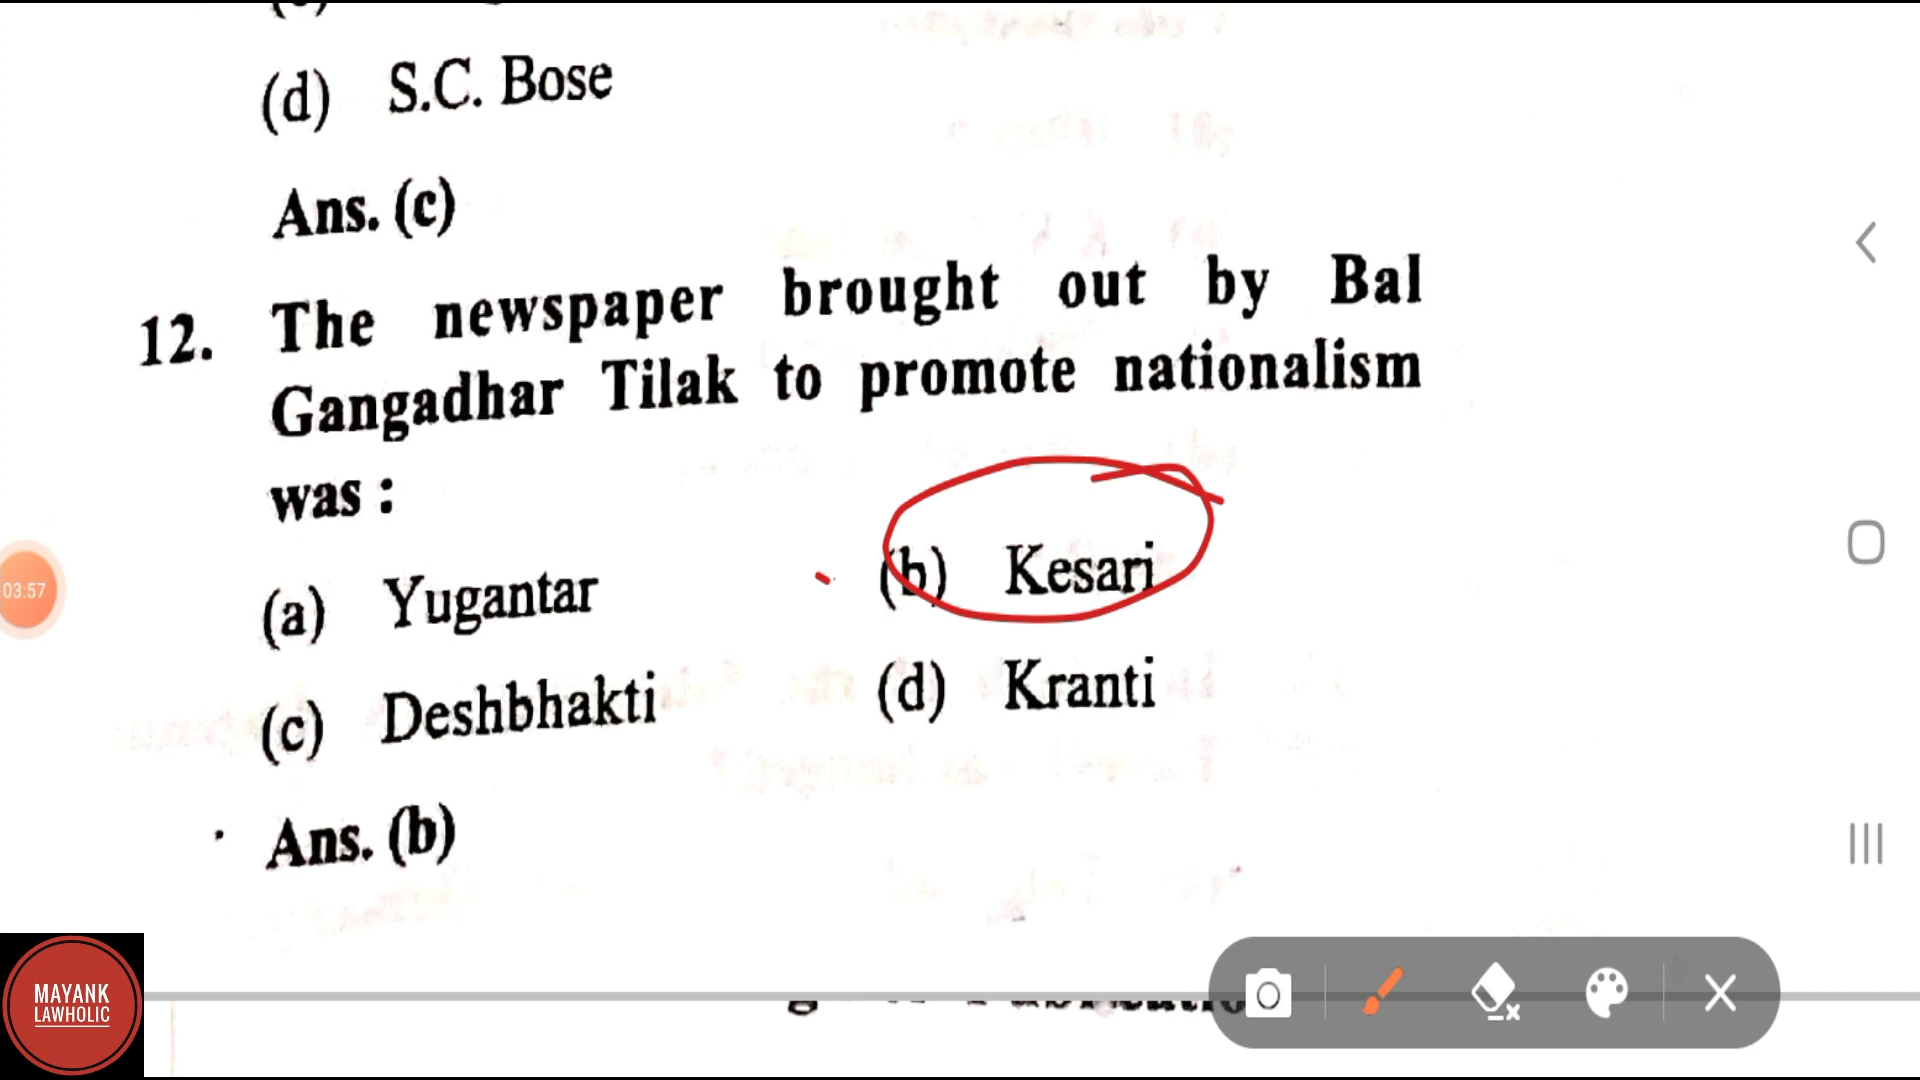 (d) S.C. Bose
Ans. (c)
12. The newspaper brought out by Bal
Gangadhar Tilak to promote nationalism
was :
(a) Yugantar (b) Kesari
(c) Deshbhakti (d) Kranti
Ans. (b)
03:57
MAYANK
LAWHOLIC